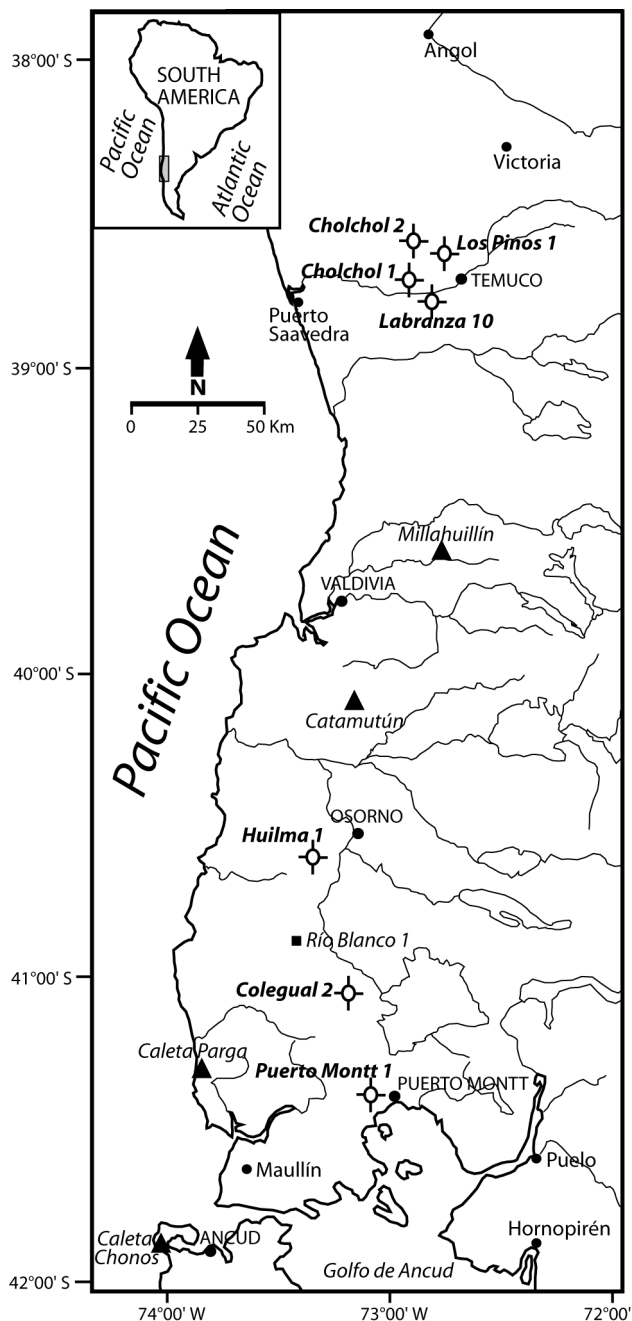 38°00' S
Angol
SOUTH
AMERICA
Pacific
Ocean
Atlantic
Ocean
Victoria
Cholchol 2
Los Pinos 1
Cholchol 1
TEMUCO
Puerto
Saavedra
Labranza 10
39°00' S
N
0 25 50 Km
Millahuillín
VALDIVIA
Pacific Ocean
40°00' S
Catamutún
OSORNO
Huilma 1
Río Blanco 1
41°00' S
Colegual 2
Caleta Parga
Puerto Montt 1
PUERTO MONTT
Maullín
Puelo
Caleta
Chonos
ANCUD
Hornopirén
Golfo de Ancud
42°00' S
74°00' W
73°00' W
72°00' W